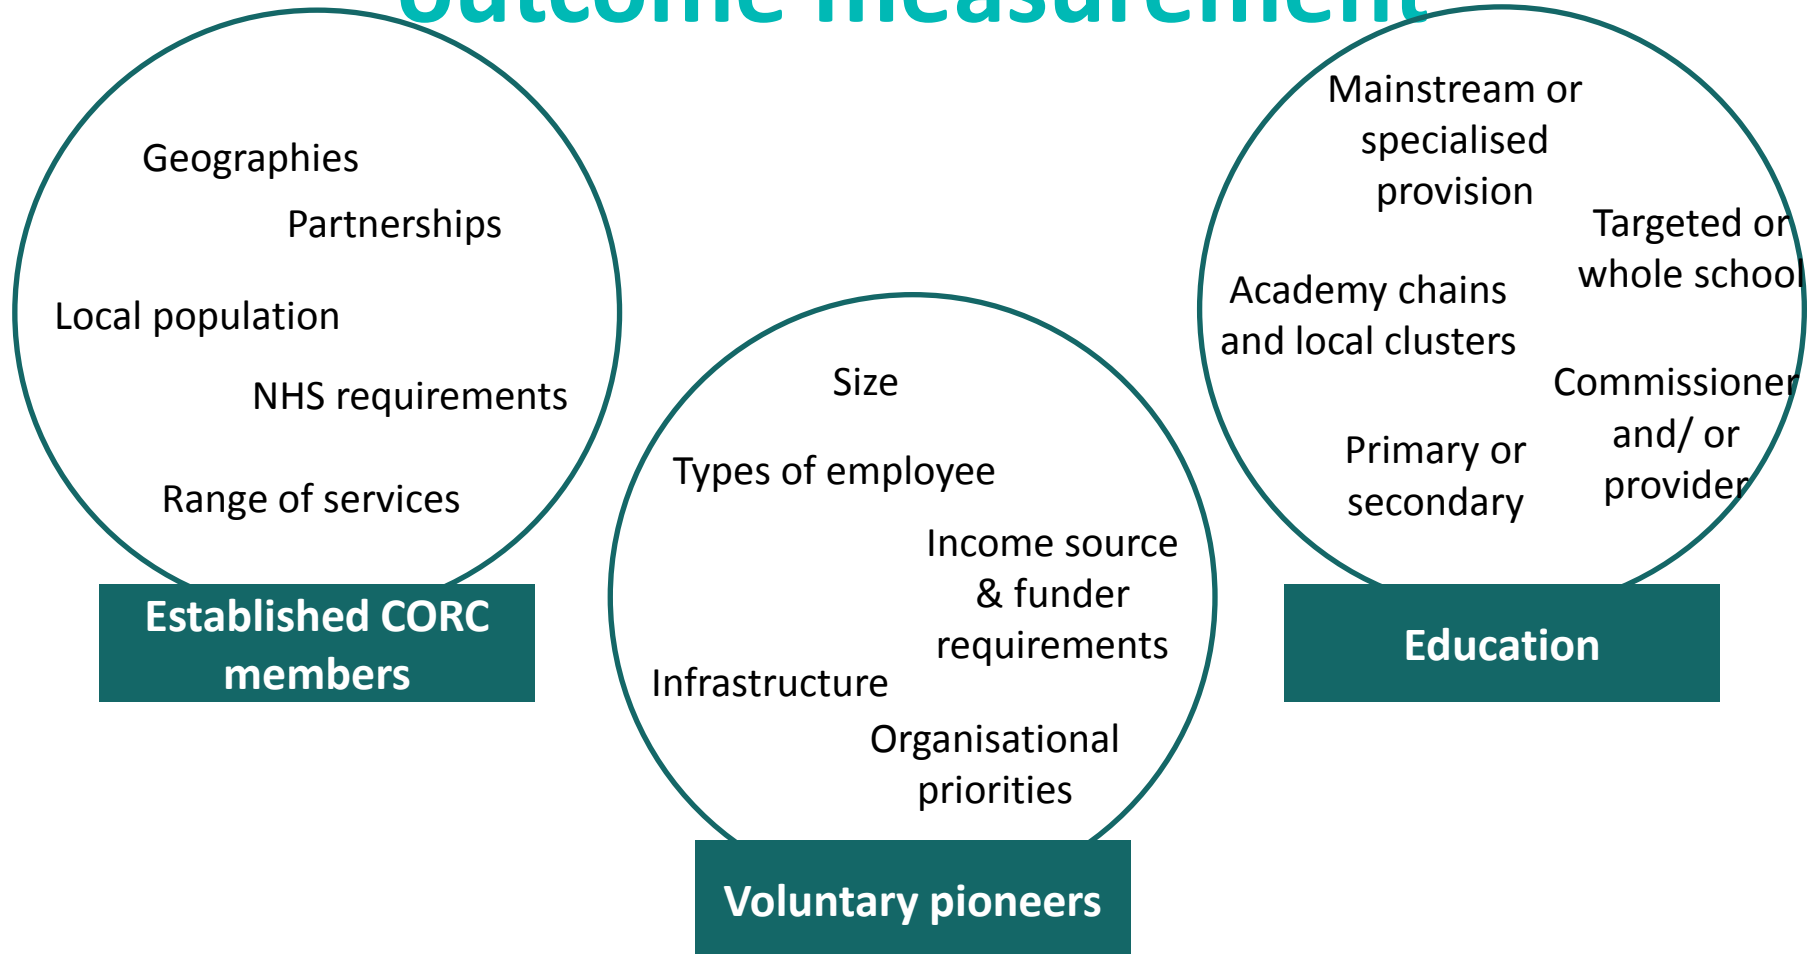 outcome measurement
Geographies
Partnerships
Local population
NHS requirements
Range of services
Established CORC
members
Size
Types of employee
Income source
& funder
requirements
Infrastructure
Organisational
priorities
Voluntary pioneers
Mainstream or
specialised
provision
Targeted or
whole school
Academy chains
and local clusters
Commissioner
and/ or
provider
Primary or
secondary
Education